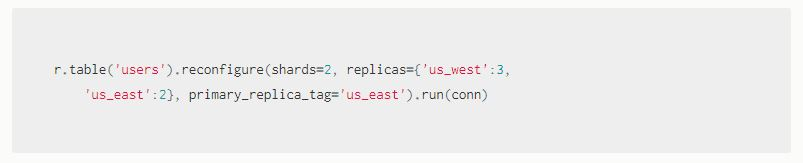 r.table('users').reconfigure(shards=2, replicas={'us_west':3,
'us_east':2}, primary_replica_tag='us_east').run(conn)